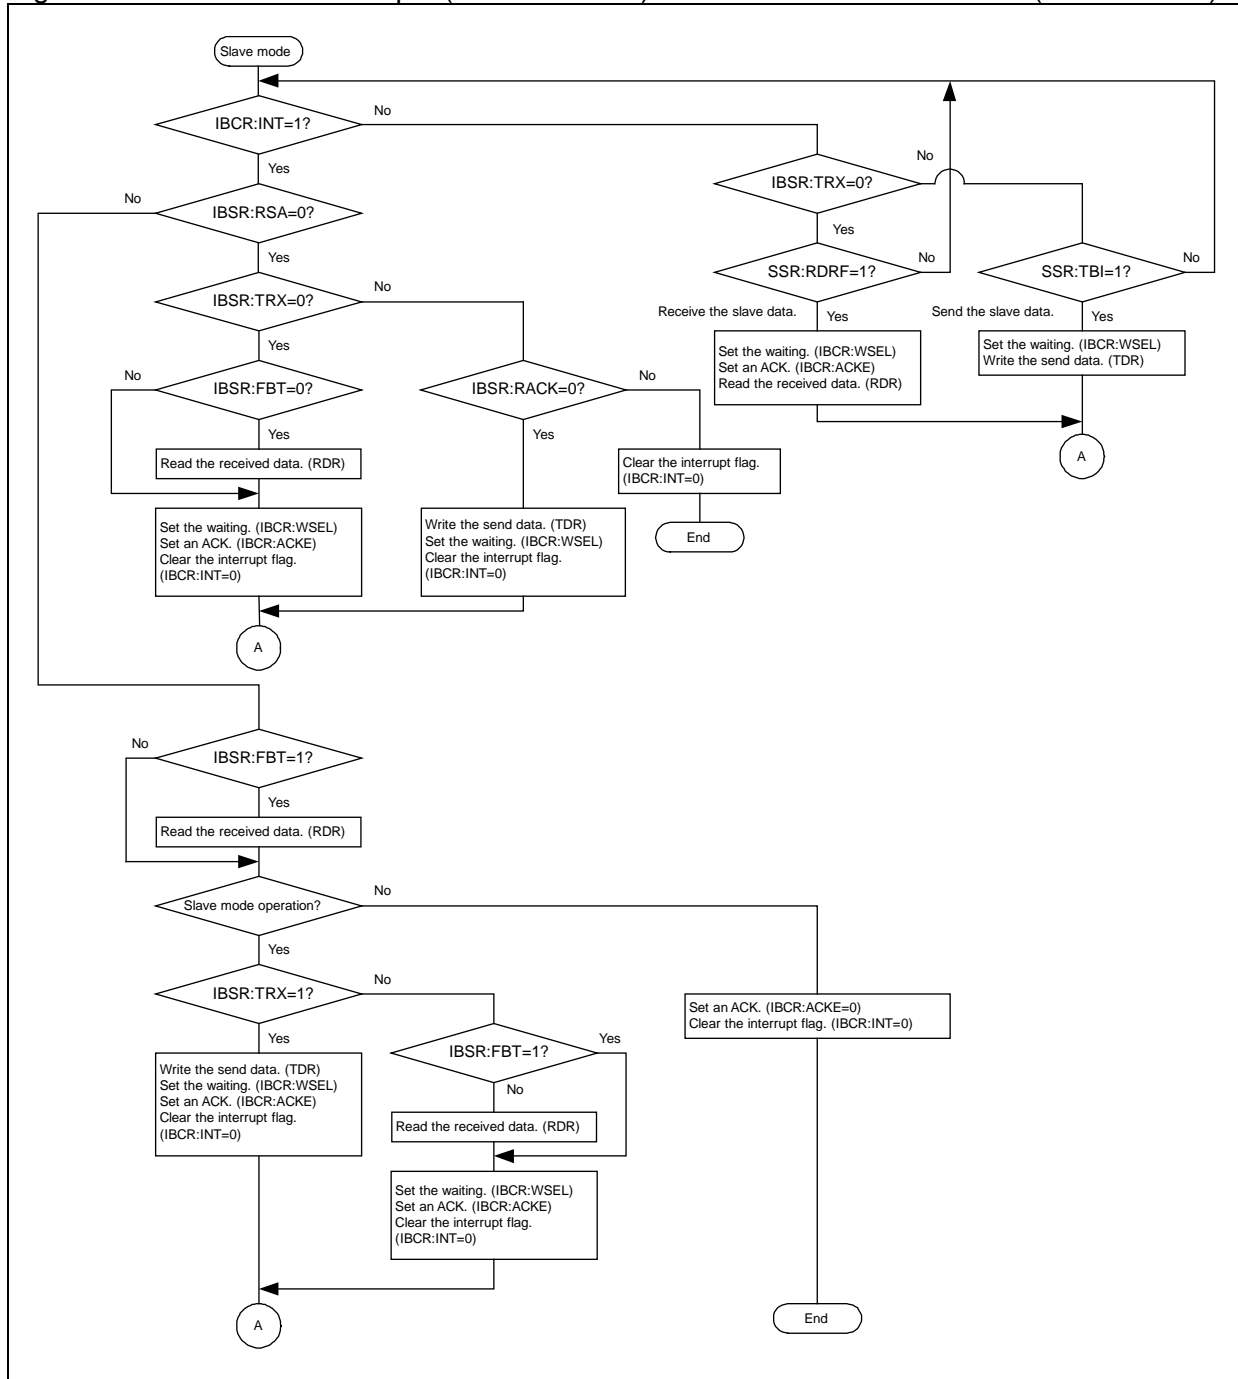 Slave mode
IBCR:INT=1?
No
Yes
No
IBSR:RSA=0?
Yes
IBSR:TRX=0?
No
Yes
No
IBSR:FBT=0?
Yes
Read the received data. (RDR)
Set the waiting. (IBCR:WSEL)
Set an ACK. (IBCR:ACKE)
Clear the interrupt flag.
(IBCR:INT=0)
A
IBSR:RACK=0?
No
Yes
Write the send data. (TDR)
Set the waiting. (IBCR:WSEL)
Clear the interrupt flag.
(IBCR:INT=0)
Clear the interrupt flag.
(IBCR:INT=0)
End
IBSR:TRX=0?
No
Yes
SSR:RDRF=1?
No
Receive the slave data.
Yes
Set the waiting. (IBCR:WSEL)
Set an ACK. (IBCR:ACKE)
Read the received data. (RDR)
SSR:TBI=1?
No
Send the slave data.
Yes
Set the waiting. (IBCR:WSEL)
Write the send data. (TDR)
A
No
IBSR:FBT=1?
Yes
Read the received data. (RDR)
Slave mode operation?
No
Yes
IBSR:TRX=1?
No
Yes
Write the send data. (TDR)
Set the waiting. (IBCR:WSEL)
Set an ACK. (IBCR:ACKE)
Clear the interrupt flag.
(IBCR:INT=0)
IBSR:FBT=1?
Yes
No
Read the received data. (RDR)
Set the waiting. (IBCR:WSEL)
Set an ACK. (IBCR:ACKE)
Clear the interrupt flag.
(IBCR:INT=0)
A
Set an ACK. (IBCR:ACKE=0)
Clear the interrupt flag. (IBCR:INT=0)
End